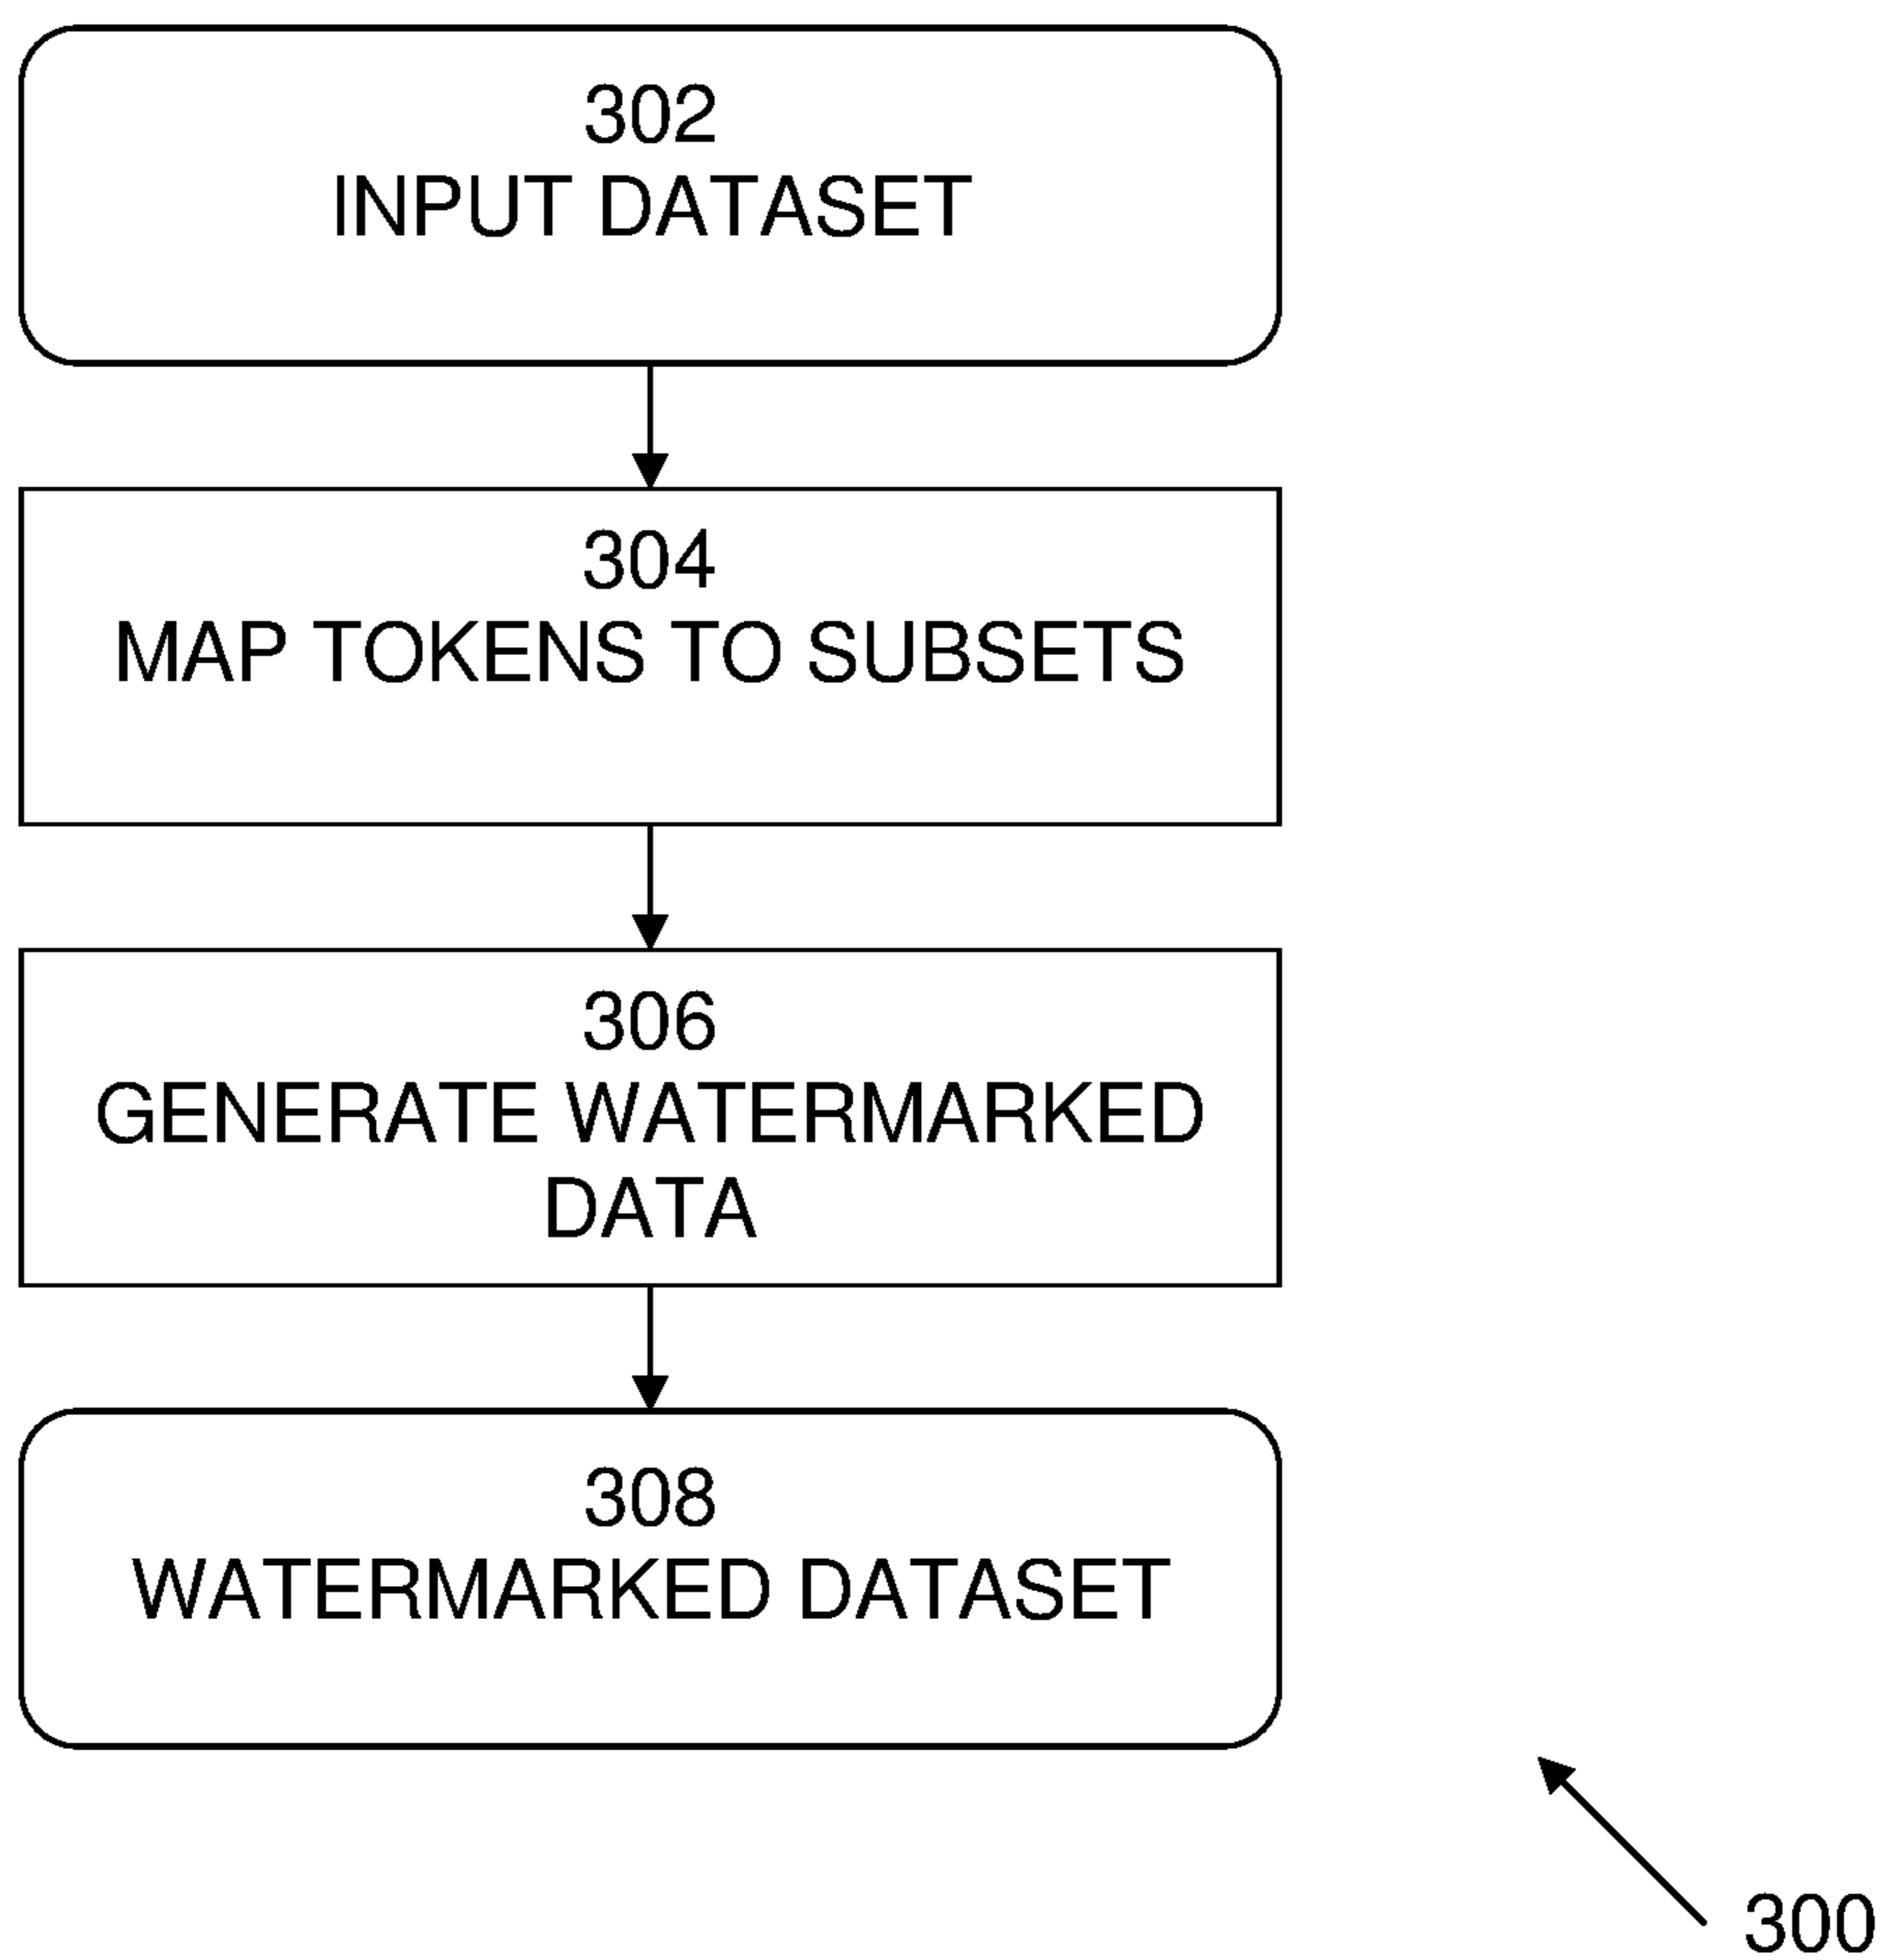 302
INPUT DATASET
304
MAP TOKENS TO SUBSETS
306
GENERATE WATERMARKED
DATA
308
WATERMARKED DATASET
300